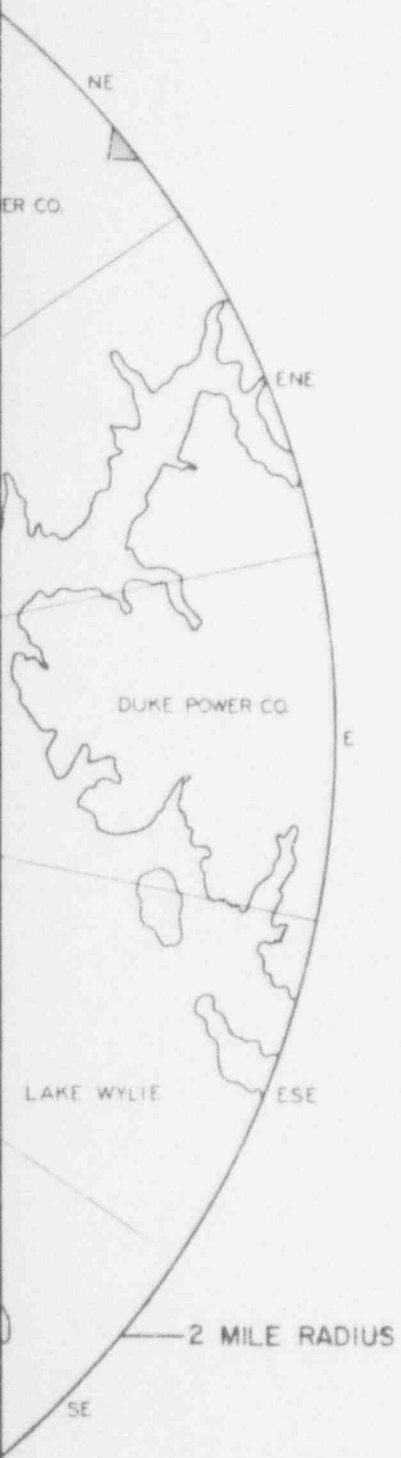 NE
ER CO.
ENE
DUKE POWER CO.
E
LAKE WYLIE
ESE
2 MILE RADIUS
SE